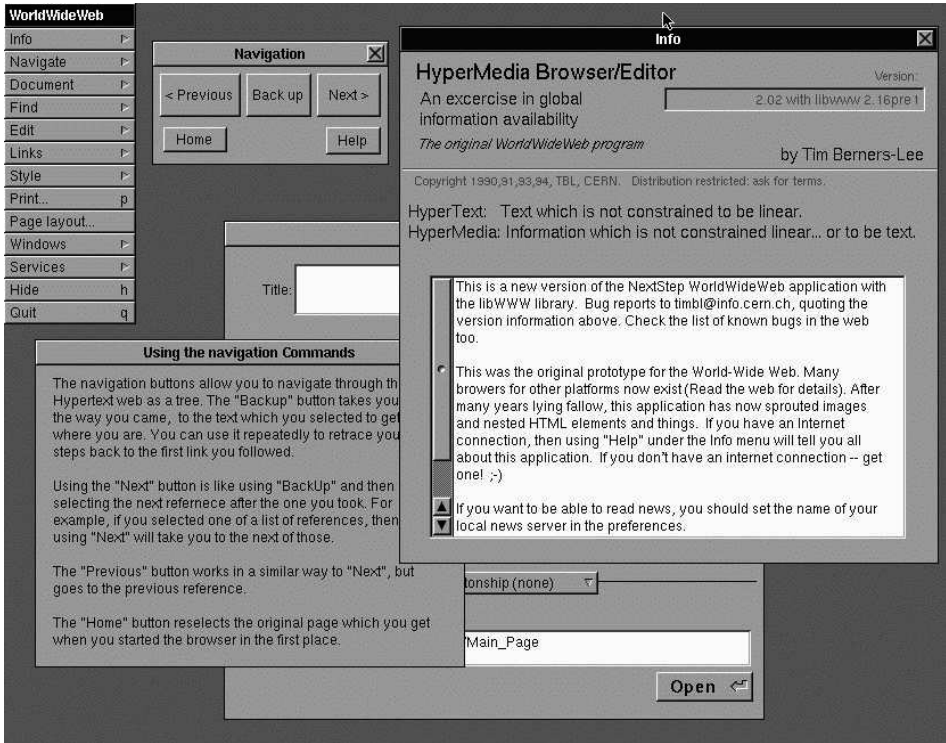 WorldWideWeb
Info
Navigate
Document
Find
Edit
Links
Style
Print... p
Page layout...
Windows
Services
Hide h
Quit q
Navigation
< Previous
Back up
Next >
Home
Help
Info
HyperMedia Browser/Editor
Version:
An excercise in global
information availability
2.02 with libwww 2.16pre1
The original WorldWideWeb program
by Tim Berners-Lee
Copyright 1990,91,93,94, TBL, CERN. Distribution restricted: ask for terms.
HyperText: Text which is not constrained to be linear.
HyperMedia: Information which is not constrained linear... or to be text.
This is a new version of the NextStep WorldWideWeb application with
the libWWW library. Bug reports to timbl@info.cern.ch, quoting the
version information above. Check the list of known bugs in the web
too.
This was the original prototype for the World-Wide Web. Many
browers for other platforms now exist (Read the web for details). After
many years lying fallow, this application has now sprouted images
and nested HTML elements and things. If you have an Internet
connection, then using "Help" under the Info menu will tell you all
about this application. If you don't have an internet connection -- get
one! ;-)
If you want to be able to read news, you should set the name of your
local news server in the preferences.
Title:
Using the navigation Commands
The navigation buttons allow you to navigate through th
Hypertext web as a tree. The "Backup" button takes you
the way you came, to the text which you selected to get
where you are. You can use it repeatedly to retrace you
steps back to the first link you followed.
Using the "Next" button is like using "BackUp" and then
selecting the next refernece after the one you took. For
example, if you selected one of a list of references, then
using "Next" will take you to the next of those.
The "Previous" button works in a similar way to "Next", but
goes to the previous reference.
The "Home" button reselects the original page which you get
when you started the browser in the first place.
tonship (none)
/Main_Page
Open